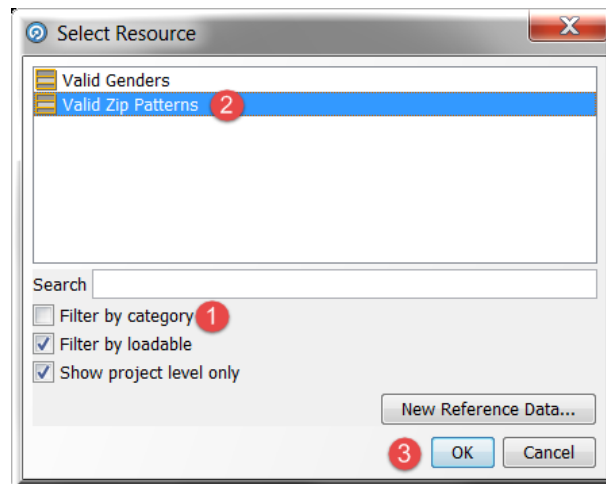 Select Resource
X
Valid Genders
Valid Zip Patterns 2
Search
Filter by category 1
Filter by loadable
Show project level only
New Reference Data...
3 OK Cancel